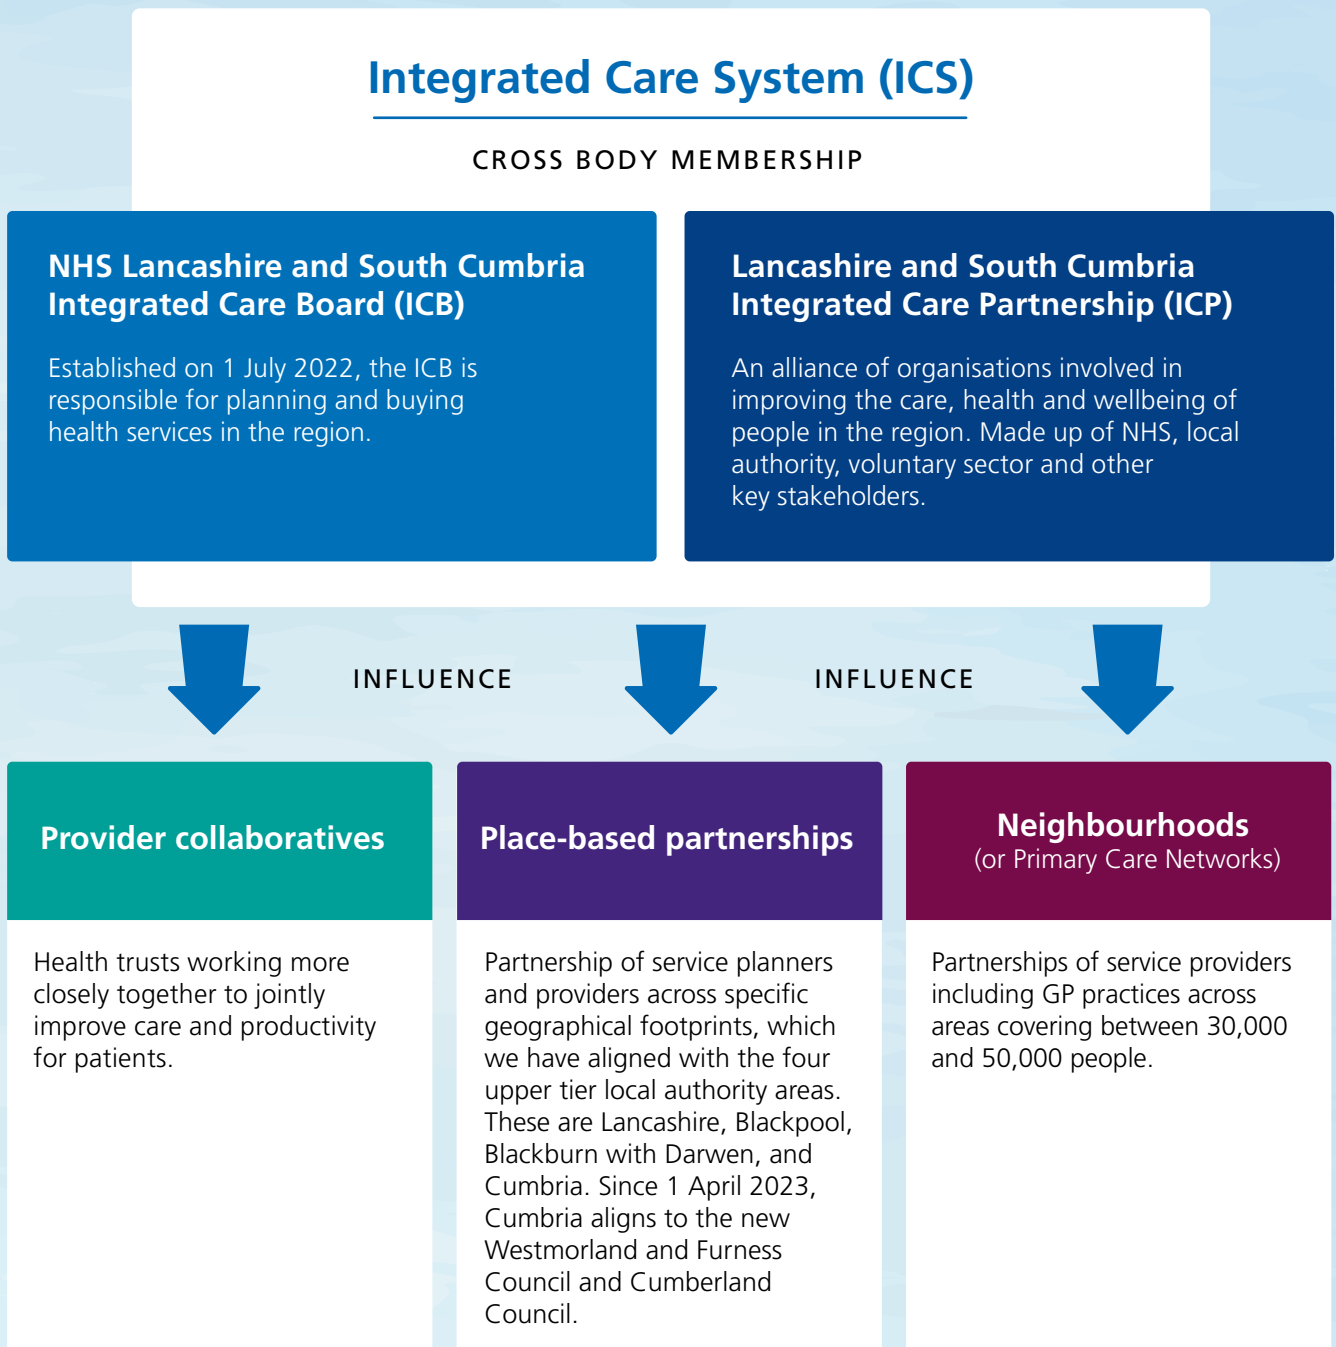 Integrated Care System (ICS)
CROSS BODY MEMBERSHIP
NHS Lancashire and South Cumbria
Integrated Care Board (ICB)
Established on 1 July 2022, the ICB is
responsible for planning and buying
health services in the region.
Lancashire and South Cumbria
Integrated Care Partnership (ICP)
An alliance of organisations involved in
improving the care, health and wellbeing of
people in the region. Made up of NHS, local
authority, voluntary sector and other
key stakeholders.
INFLUENCE
INFLUENCE
Provider collaboratives
Health trusts working more
closely together to jointly
improve care and productivity
for patients.
Place-based partnerships
Partnership of service planners
and providers across specific
geographical footprints, which
we have aligned with the four
upper tier local authority areas.
These are Lancashire, Blackpool,
Blackburn with Darwen, and
Cumbria. Since 1 April 2023,
Cumbria aligns to the new
Westmorland and Furness
Council and Cumberland
Council.
Neighbourhoods
(or Primary Care Networks)
Partnerships of service providers
including GP practices across
areas covering between 30,000
and 50,000 people.